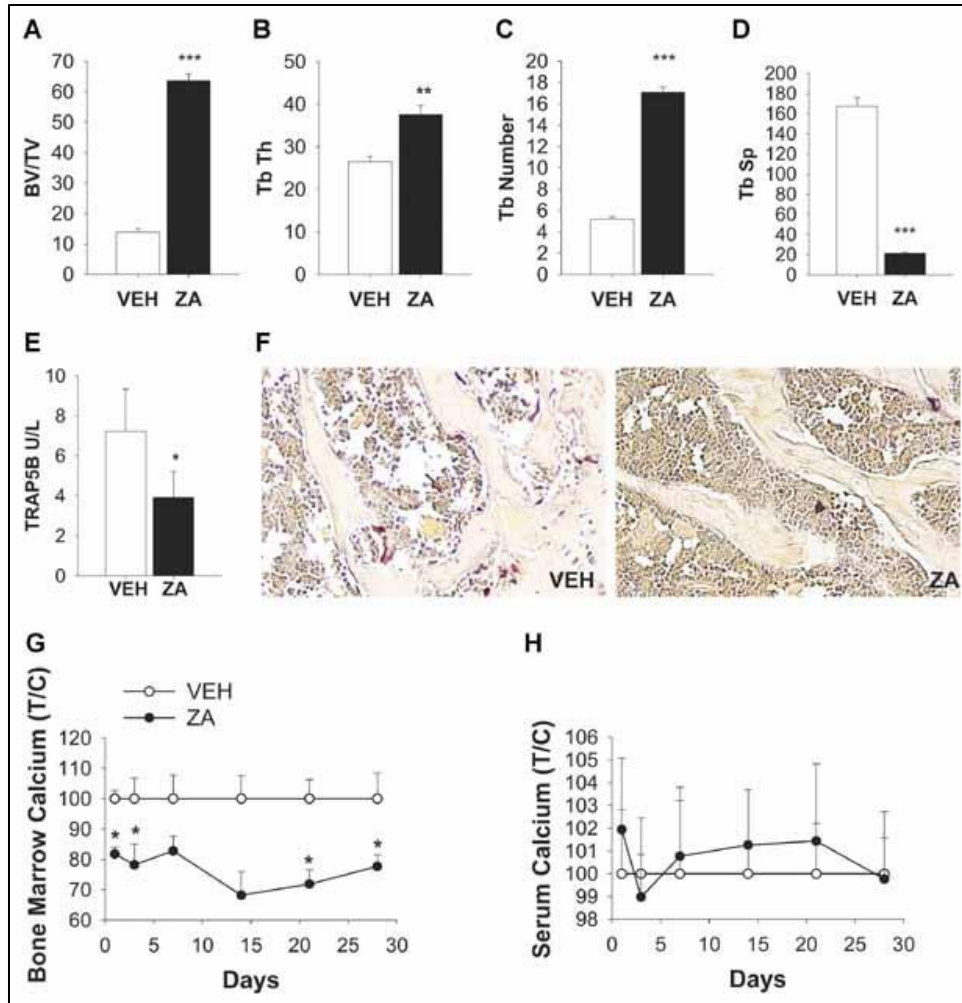 A
BV/TV
70
60
50
40
30
20
10
0
***
VEH ZA
B
Tb Th
50
40
30
20
10
0
**
VEH ZA
C
Tb Number
18
16
14
12
10
8
6
4
2
0
***
VEH ZA
D
Tb Sp
200
180
160
140
120
100
80
60
40
20
0
***
VEH ZA
E
TRAP5B U/L
10
8
6
4
2
0
*
VEH ZA
F
VEH
ZA
G
VEH
ZA
Bone Marrow Calcium (T/C)
120
110
100
90
80
70
60
* *
* *
0 5 10 15 20 25 30
Days
H
Serum Calcium (T/C)
106
105
104
103
102
101
100
99
98
0 5 10 15 20 25 30
Days